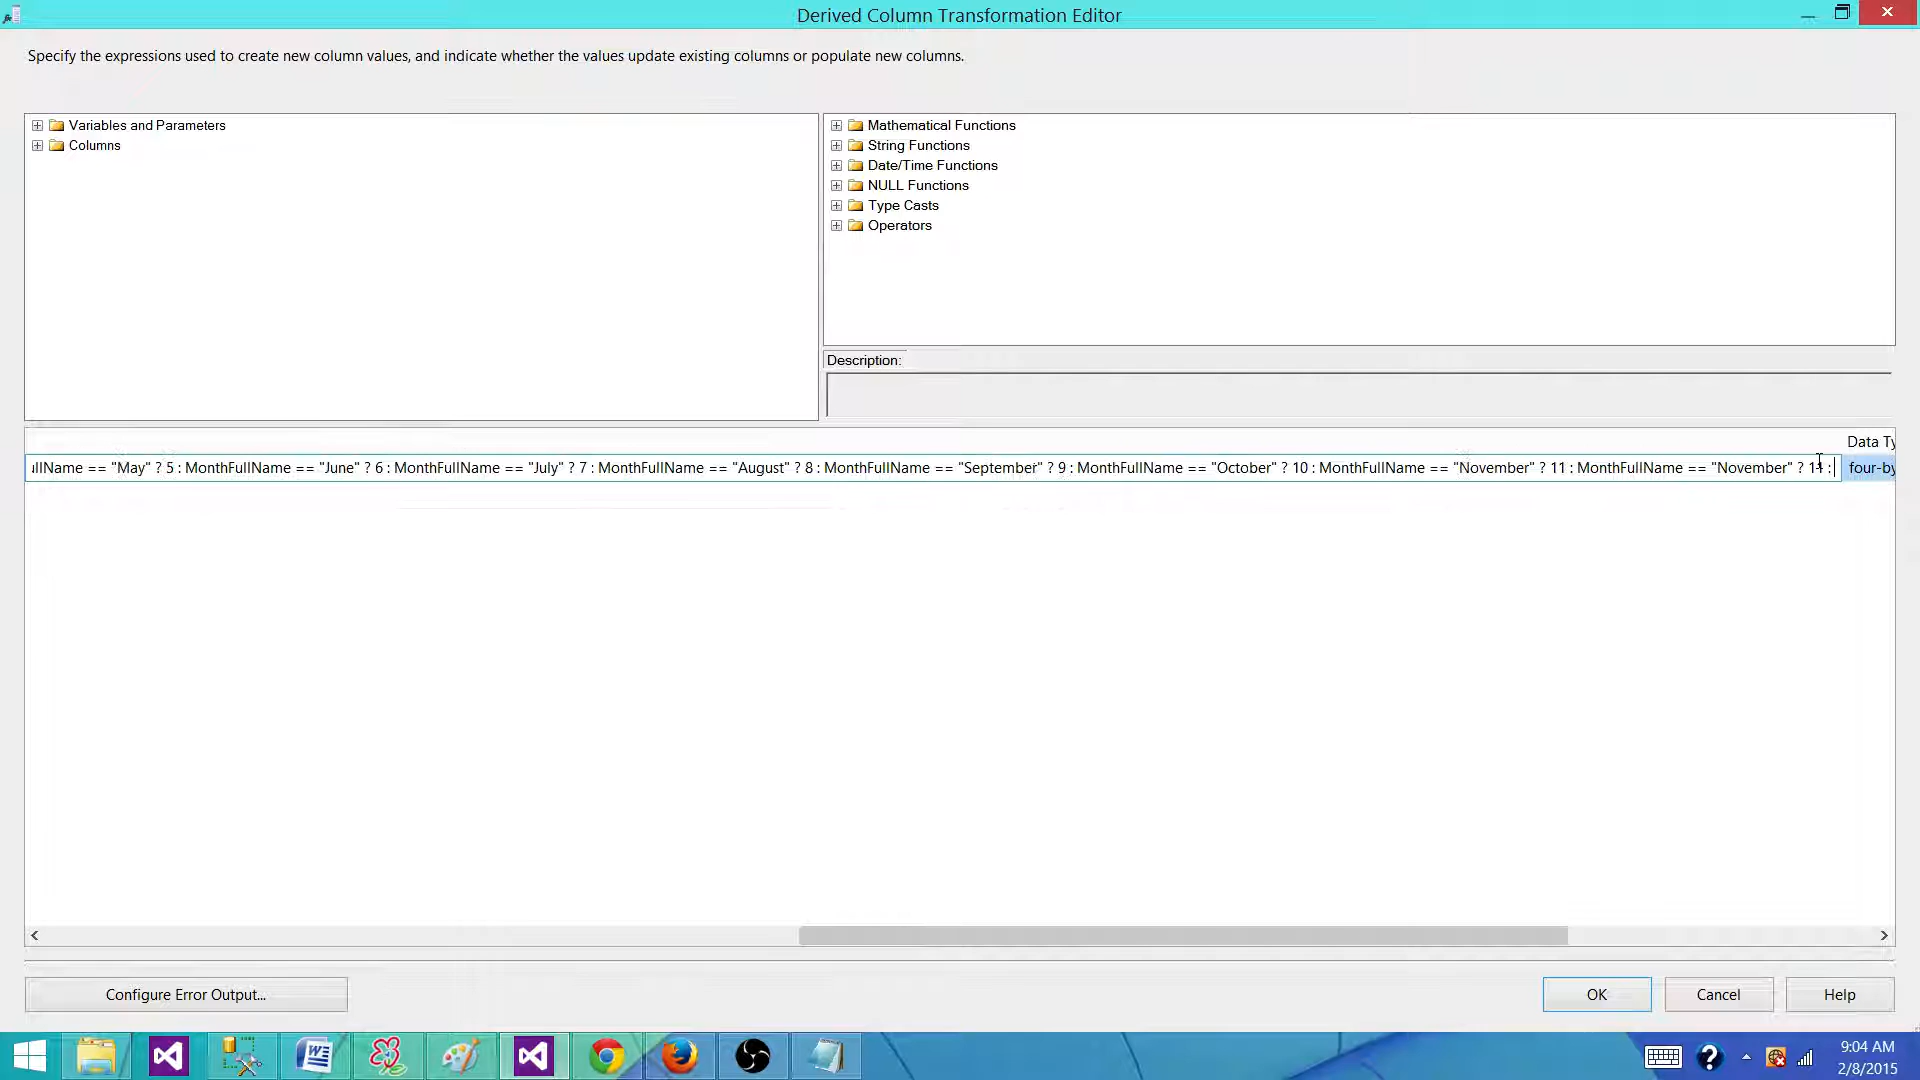 Derived Column Transformation Editor
Specify the expressions used to create new column values, and indicate whether the values update existing columns or populate new columns.
Variables and Parameters
Columns
Mathematical Functions
String Functions
Date/Time Functions
NULL Functions
Type Casts
Operators
Description:
Data Ty
ullName == "May" ? 5 : MonthFullName == "June" ? 6 : MonthFullName == "July" ? 7 : MonthFullName == "August" ? 8 : MonthFullName == "September" ? 9 : MonthFullName == "October" ? 10 : MonthFullName == "November" ? 11 : MonthFullName == "November" ? 11 : four-by
Configure Error Output...
OK
Cancel
Help
9:04 AM
2/8/2015